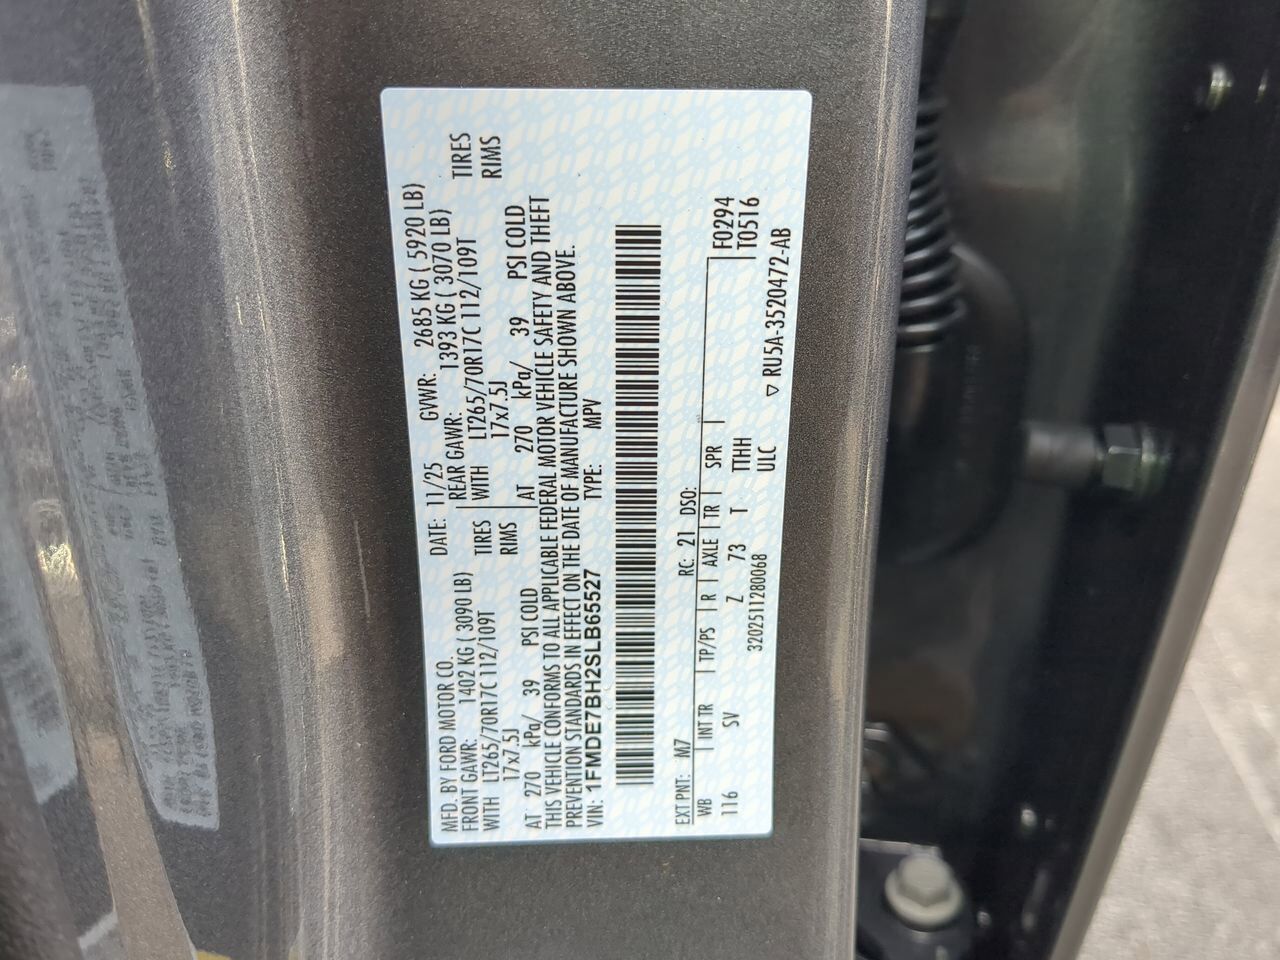 MFD. BY FORD MOTOR CO.
DATE: 11/25 GVWR: 2685 KG ( 5920 LB)
FRONT GAWR: 1402 KG ( 3090 LB)
REAR GAWR: 1393 KG ( 3070 LB)
WITH LT265/70R17C 112/109T TIRES
WITH LT265/70R17C 112/109T TIRES
17x7.5J RIMS
17x7.5J RIMS
AT 270 kPa/ 39 PSI COLD
AT 270 kPa/ 39 PSI COLD
THIS VEHICLE CONFORMS TO ALL APPLICABLE FEDERAL MOTOR VEHICLE SAFETY AND THEFT
PREVENTION STANDARDS IN EFFECT ON THE DATE OF MANUFACTURE SHOWN ABOVE.
VIN: 1FMDE7BH2SLB65527 TYPE: MPV
EXT PNT: M7 RC: 21 DSO: F0294
WB INT TR TP/PS R AXLE TR SPR T0516
116 SV Z 73 T TTHH
3202511280068 ULC
▽ RU5A-3520472-AB